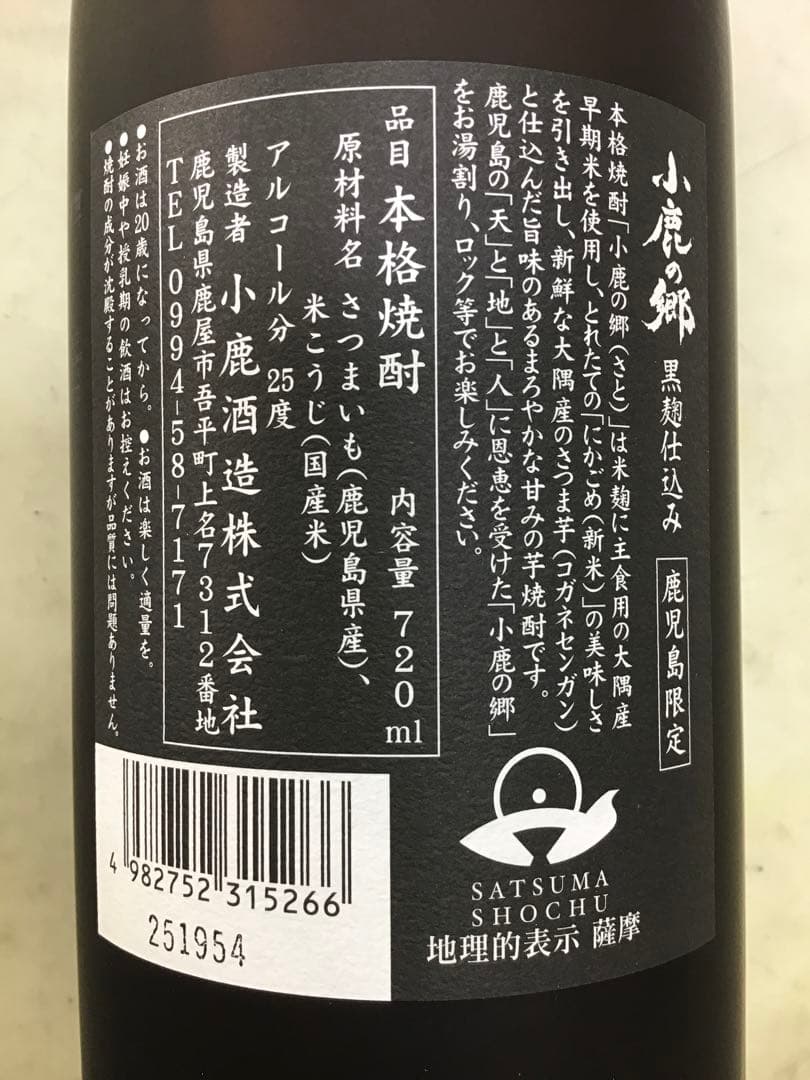 小鹿の郷 黒麹仕込み 鹿児島限定
本格焼酎「小鹿の郷(さと)」は米麹に主食用の大隅産
早期米を使用し、とれたての「にかごめ(新米)」の美味しさ
を引き出し、新鮮な大隅産のさつま芋(コガネセンガン)
と仕込んだ旨味のあるまろやかな甘みの芋焼酎です。
鹿児島の「天」と「地」と「人」に恩恵を受けた「小鹿の郷」
をお湯割り、ロック等でお楽しみください。
品目 本格焼酎 内容量 720ml
原材料名 さつまいも(鹿児島県産)、
米こうじ(国産米)
アルコール分 25度
製造者 小鹿酒造株式会社
鹿児島県鹿屋市吾平町上名7312番地
TEL 0994-58-7171
●お酒は20歳になってから。●お酒は楽しく適量を。
●妊娠中や授乳期の飲酒はお控えください。
●焼酎の成分が沈殿することがありますが品質には問題ありません。
SATSUMA
SHOCHU
地理的表示 薩摩
4 982752 315266
251954